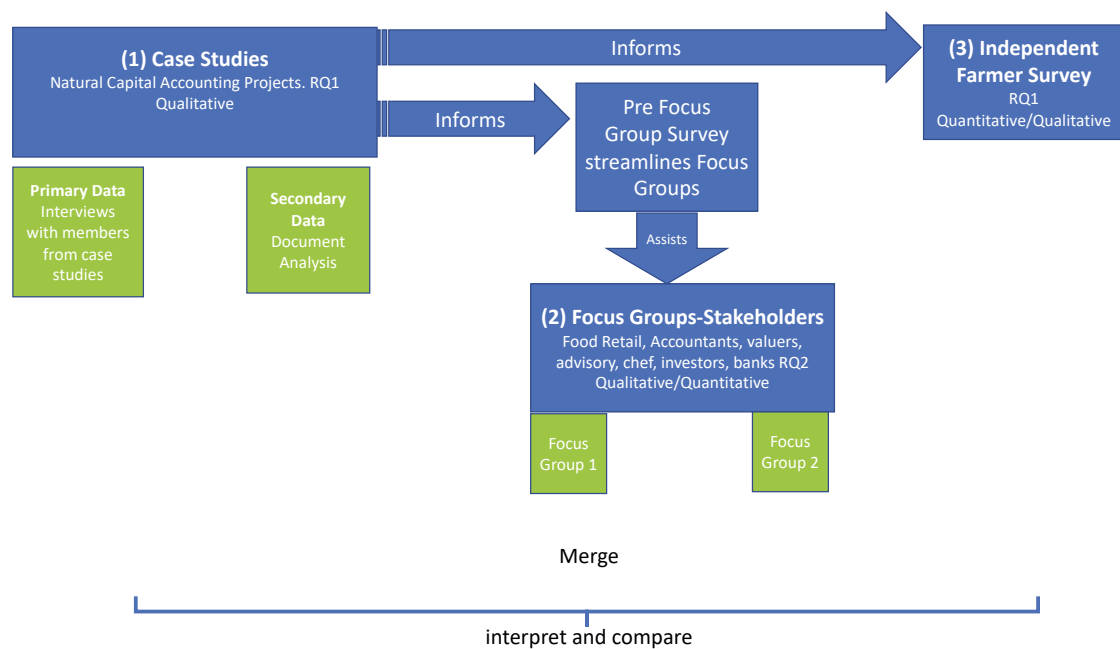 (1) Case Studies
Natural Capital Accounting Projects. RQ1
Qualitative
Informs
(3) Independent
Farmer Survey
RQ1
Quantitative/Qualitative
Informs
Pre Focus
Group Survey
streamlines Focus
Groups
Primary Data
Interviews
with members
from case
studies
Secondary
Data
Document
Analysis
Assists
(2) Focus Groups-Stakeholders
Food Retail, Accountants, valuers,
advisory, chef, investors, banks RQ2
Qualitative/Quantitative
Focus
Group 1
Focus
Group 2
Merge
interpret and compare